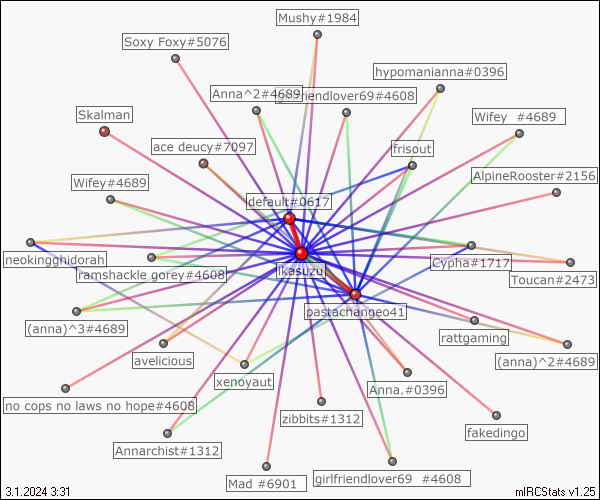 Mushy#1984
Soxy Foxy#5076
hypomanianna#0396
Anna^2#4689
friendlover69#4608
Skalman
Wifey  #4689
ace deucy#7097
frisout
AlpineRooster#2156
Wifey#4689
default#0617
neokingghidorah
ramshackle gorey#4608
ikasuzu
Cypha#1717
Toucan#2473
pastachangeo41
(anna)^3#4689
rattgaming
avelicious
(anna)^2#4689
xenoyaut
Anna.#0396
no cops no laws no hope#4608
zibbits#1312
fakedingo
Annarchist#1312
Mad #6901
girlfriendlover69  #4608
3.1.2024 3:31
mIRCStats v1.25